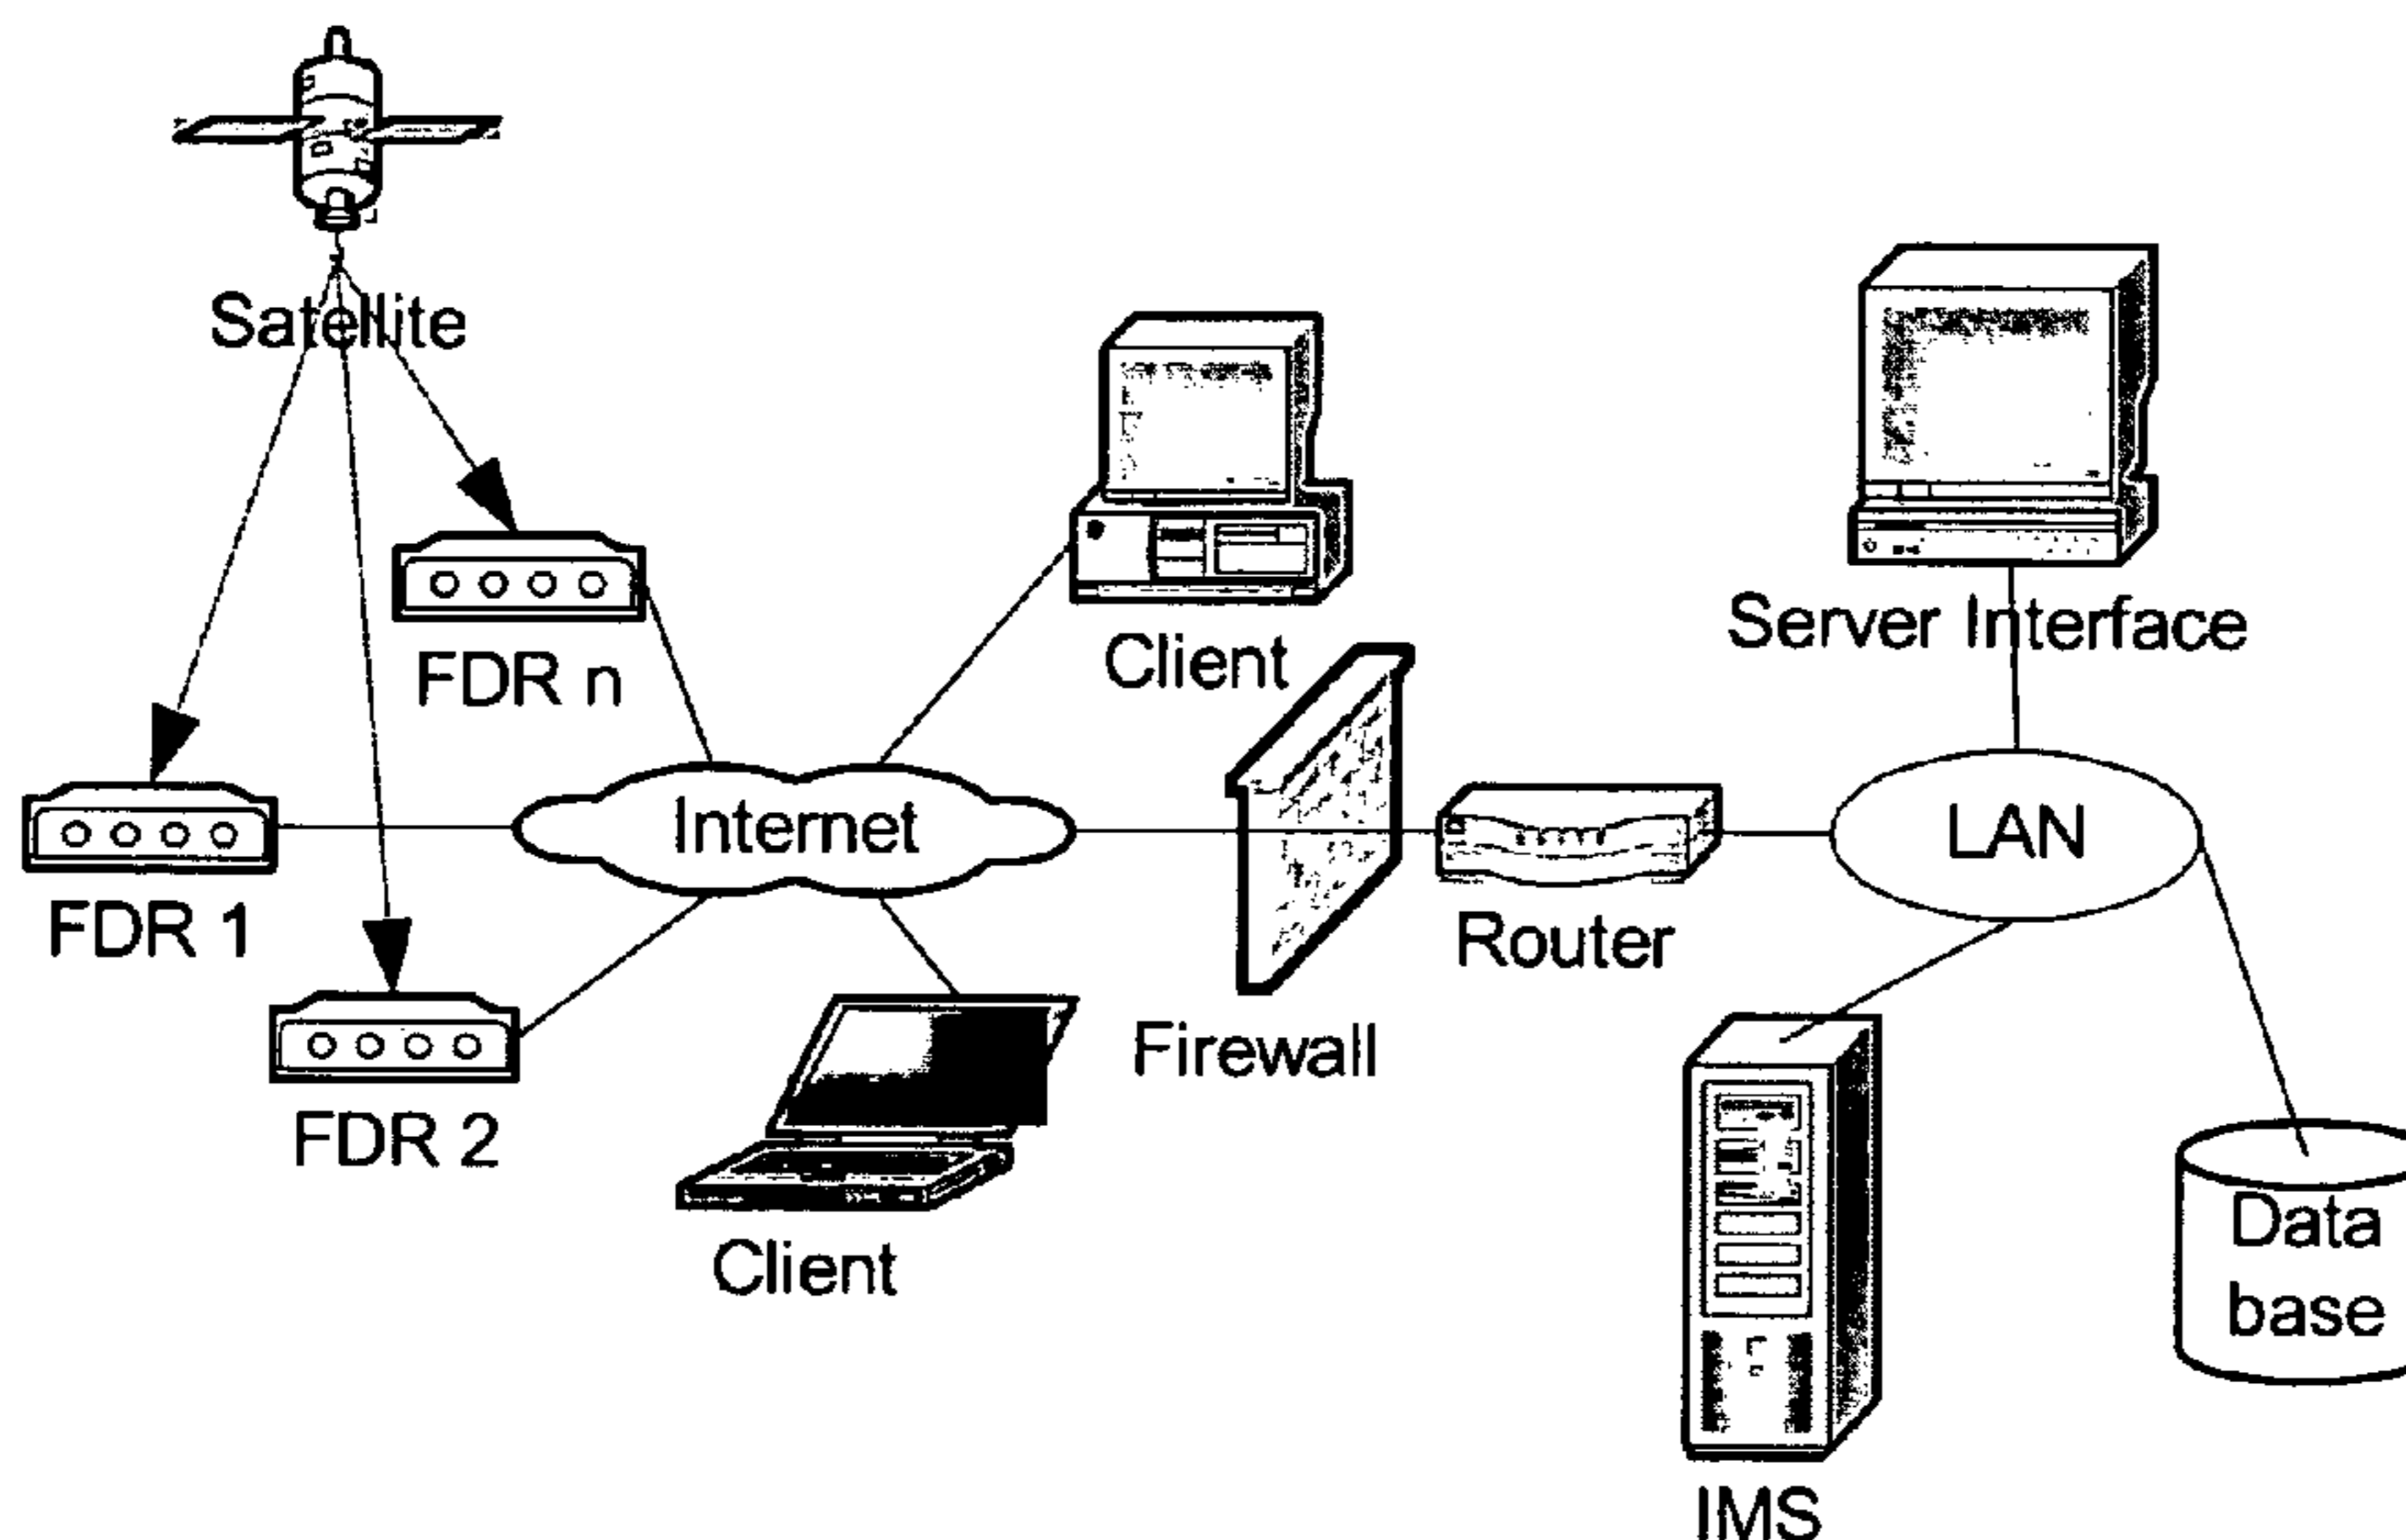 Satellite
Client
Server Interface
FDR n
Internet
LAN
FDR 1
Router
Firewall
FDR 2
Client
Data
base
IMS